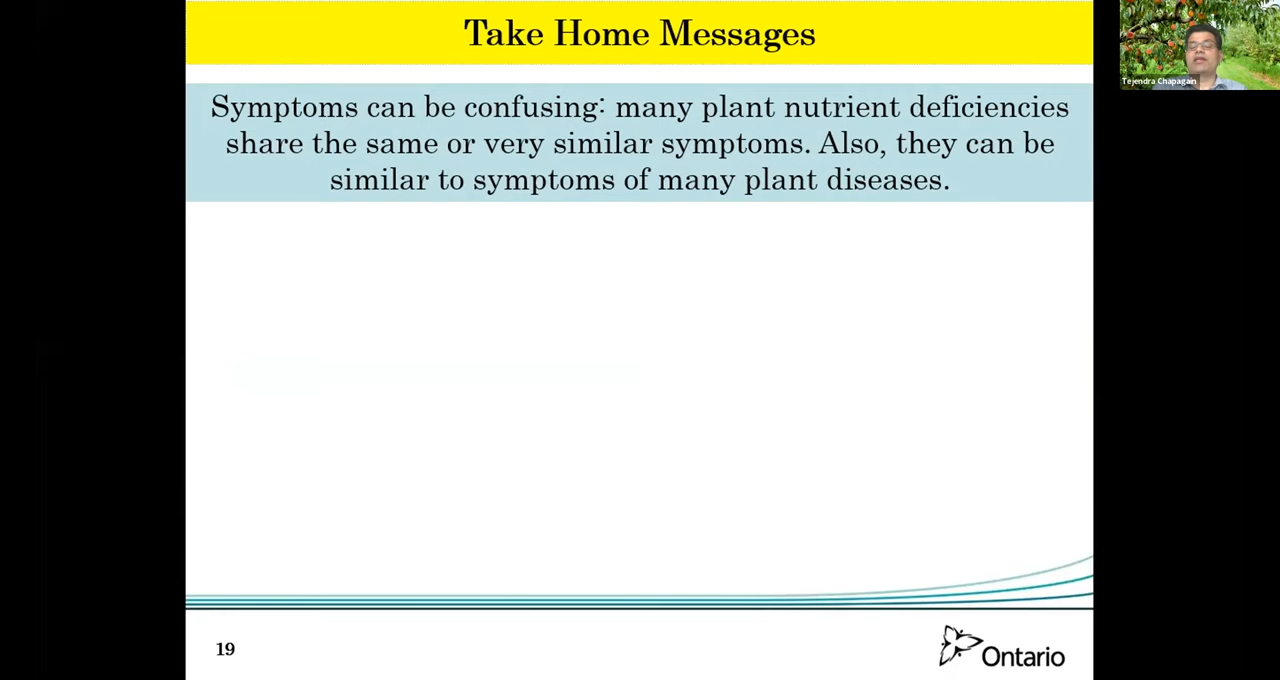 Take Home Messages
Tejendra Chapagain
Symptoms can be confusing: many plant nutrient deficiencies
share the same or very similar symptoms. Also, they can be
similar to symptoms of many plant diseases.
19
Ontario